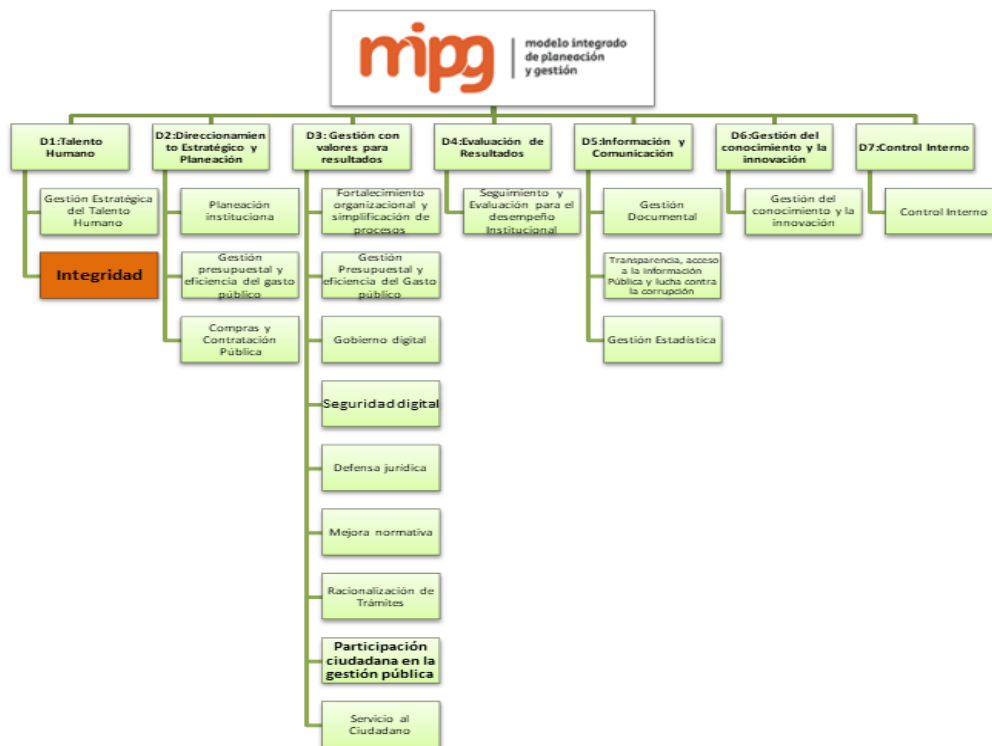 mipg
modelo integrado
de planeación
y gestión
D1:Talento
Humano
Gestión Estratégica
del Talento
Humano
Integridad
D2:Direccionamien
to Estratégico y
Planeación
Planeación
instituciona
Gestión
presupuestal y
eficiencia del gasto
público
Compras y
Contratación
Pública
D3: Gestión con
valores para
resultados
Fortalecimiento
organizacional y
simplificación de
procesos
Gestión
Presupuestal y
eficiencia del Gasto
público
Gobierno digital
Seguridad digital
Defensa jurídica
Mejora normativa
Racionalización de
Trámites
Participación
ciudadana en la
gestión pública
Servicio al
Ciudadano
D4:Evaluación de
Resultados
Seguimiento y
Evaluación para el
desempeño
Institucional
D5:Información y
Comunicación
Gestión
Documental
Transparencia, acceso
a la información
Pública y lucha contra
la corrupción
Gestión Estadística
D6:Gestión del
conocimiento y la
innovación
Gestión del
conocimiento y la
innovación
D7:Control Interno
Control Interno